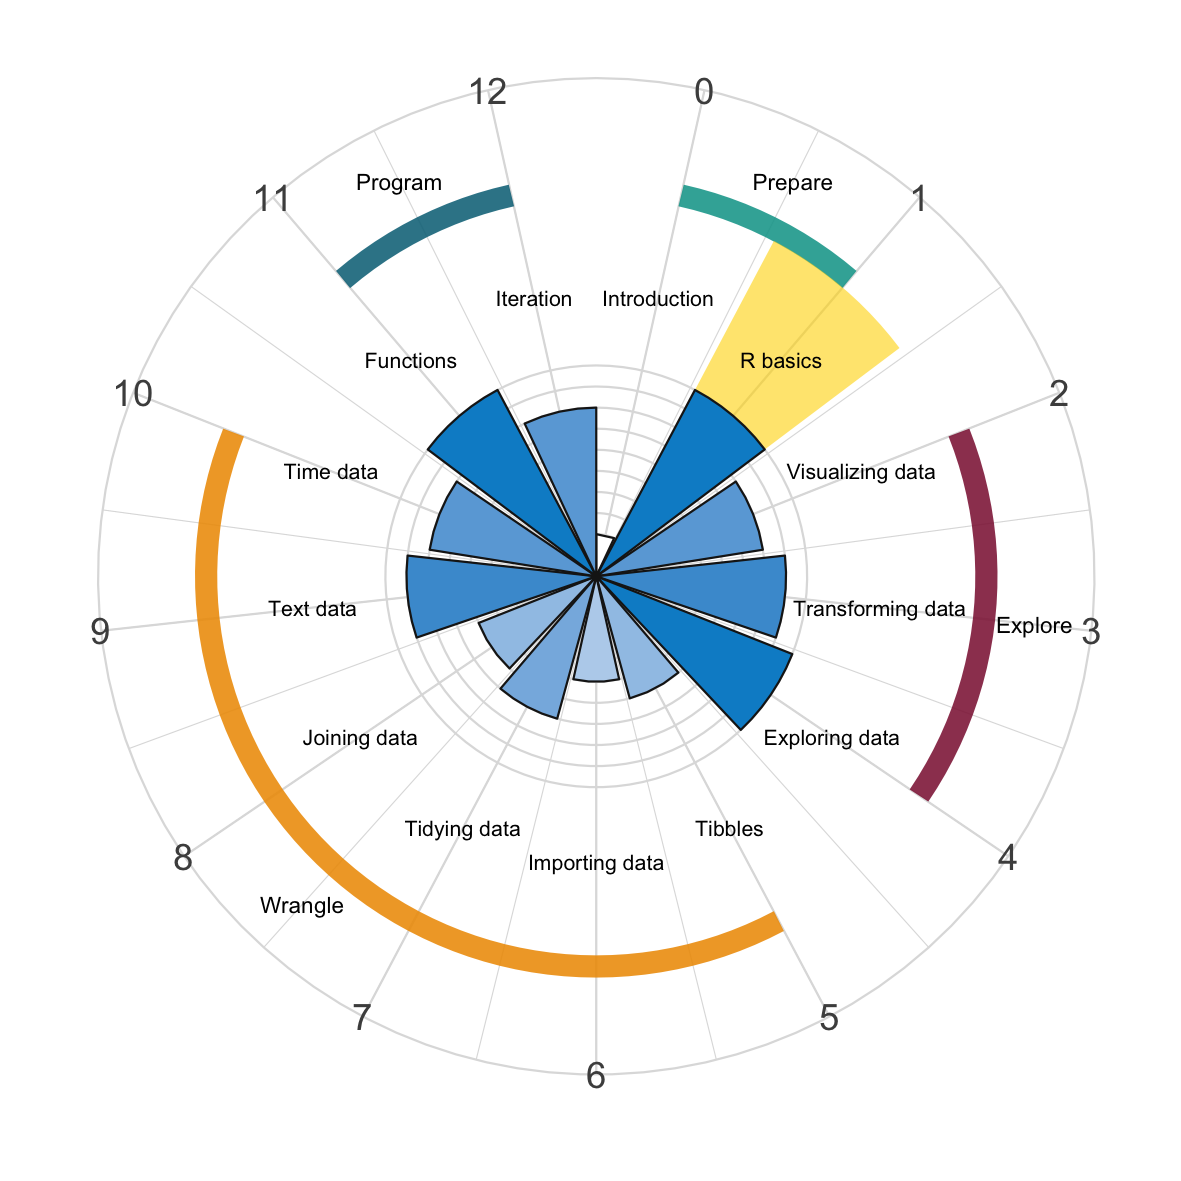 12
0
Program
Prepare
11
1
Iteration
Introduction
Functions
R basics
10
2
Time data
Visualizing data
Text data
Transforming data
9
Explore
3
Joining data
Exploring data
Tidying data
Tibbles
8
4
Importing data
Wrangle
7
5
6